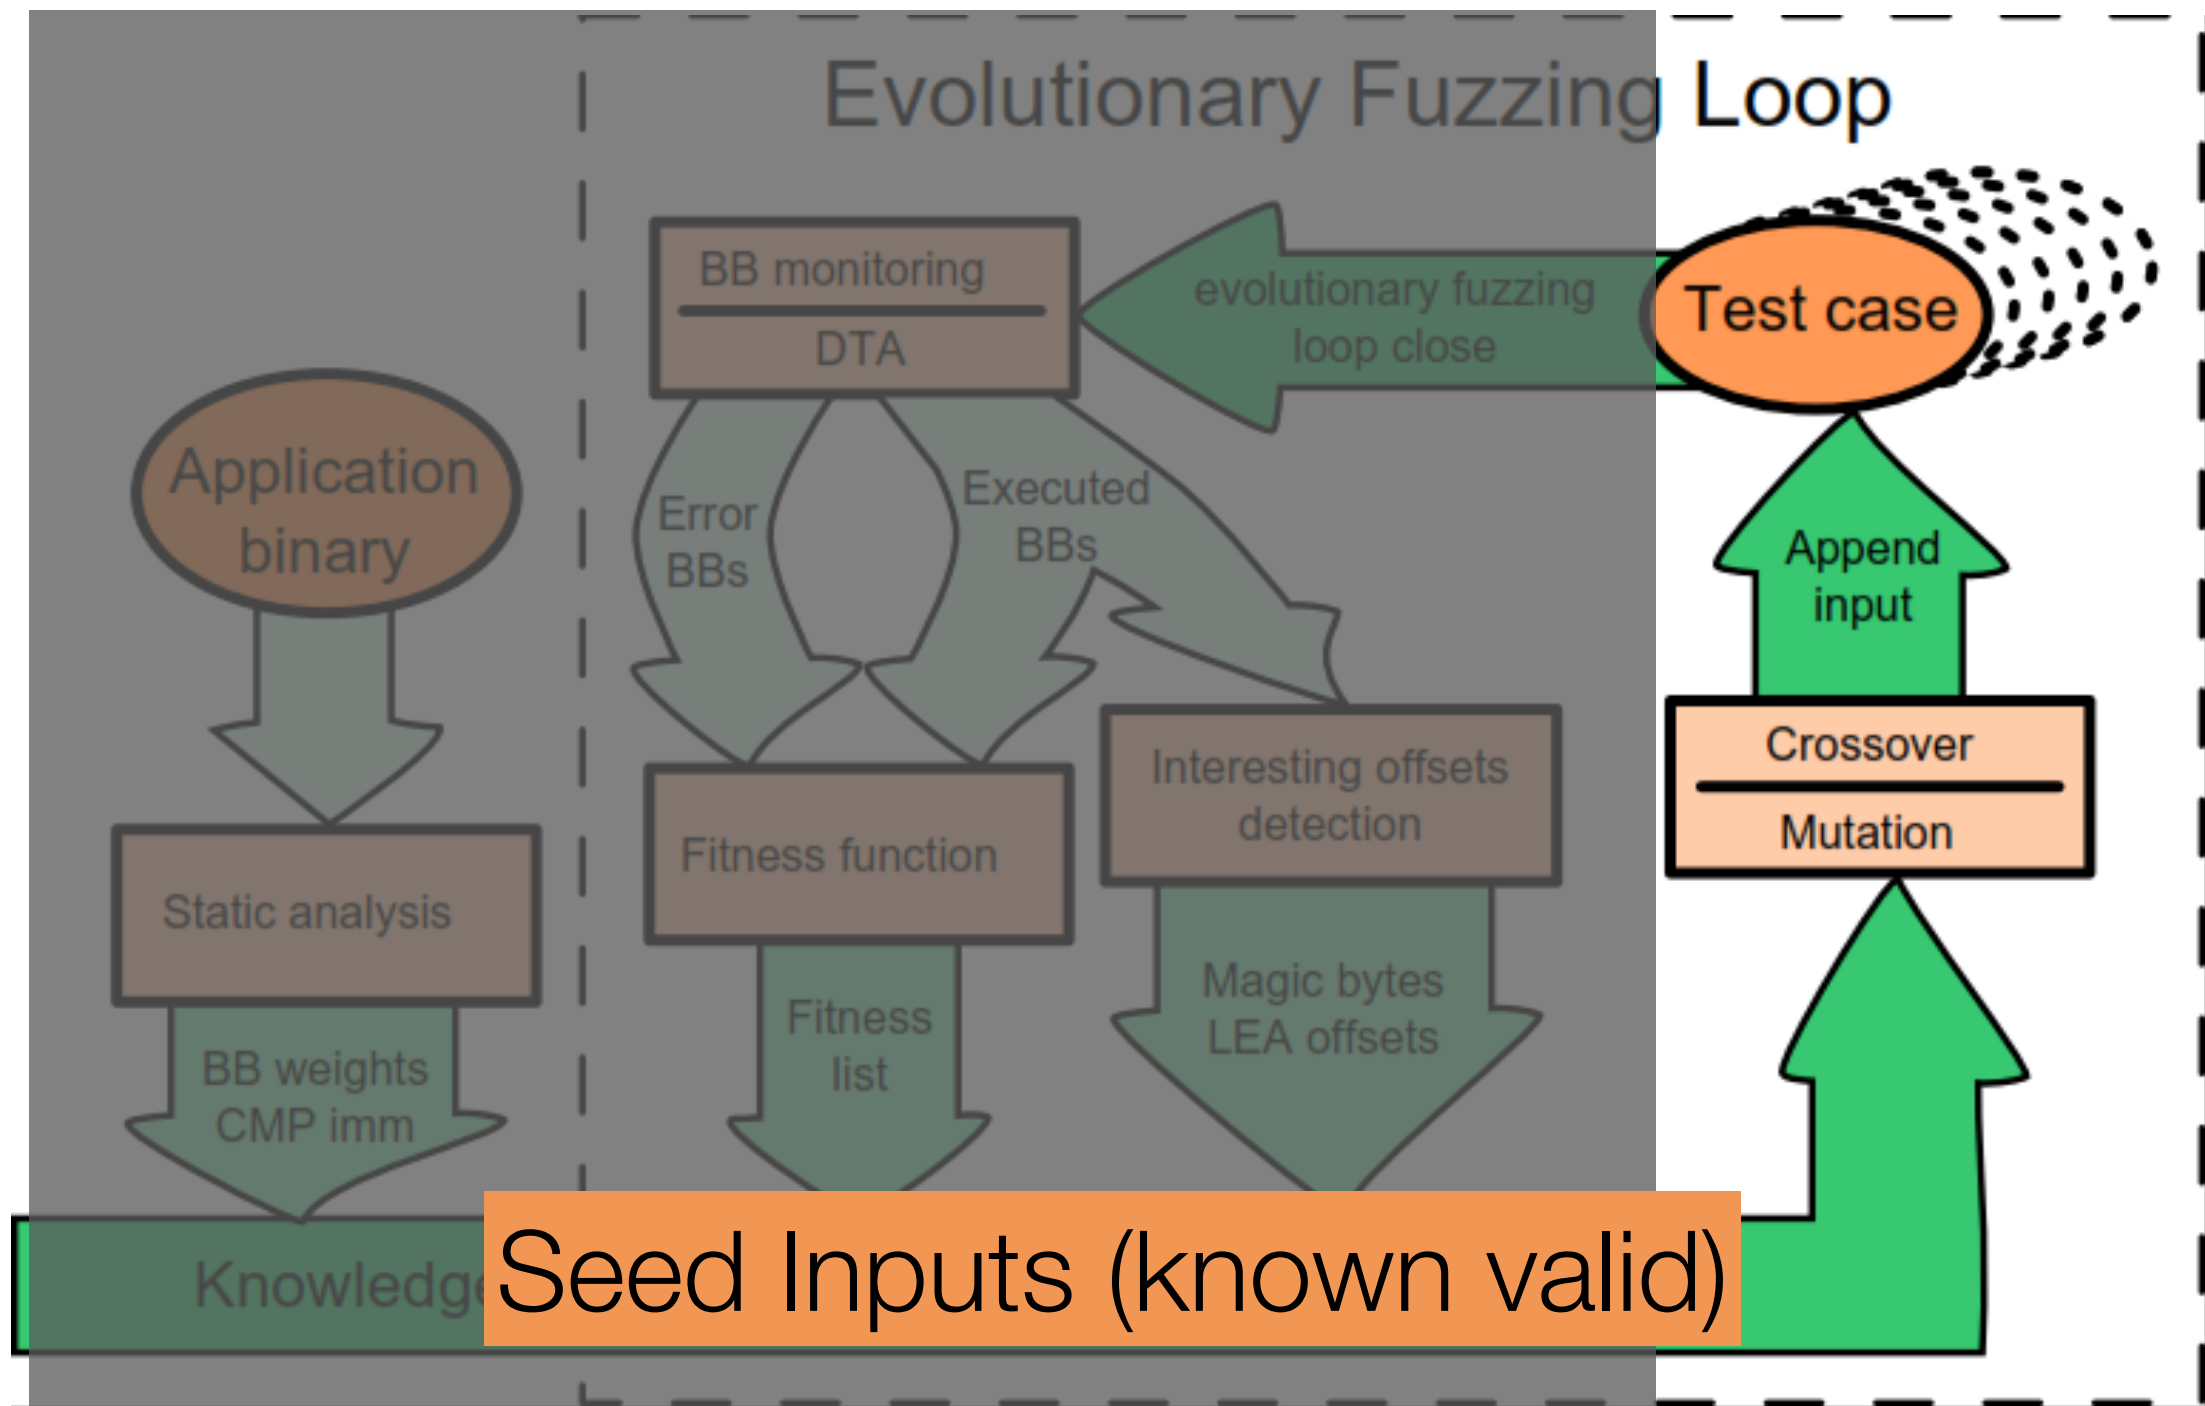 Evolutionary Fuzzing Loop
BB monitoring
DTA
evolutionary fuzzing
loop close
Test case
Application
binary
Error
BBs
Executed
BBs
Append
input
Interesting offsets
detection
Crossover
Mutation
Fitness function
Static analysis
Magic bytes
LEA offsets
Fitness
list
BB weights
CMP imm
Knowledge
Seed Inputs (known valid)